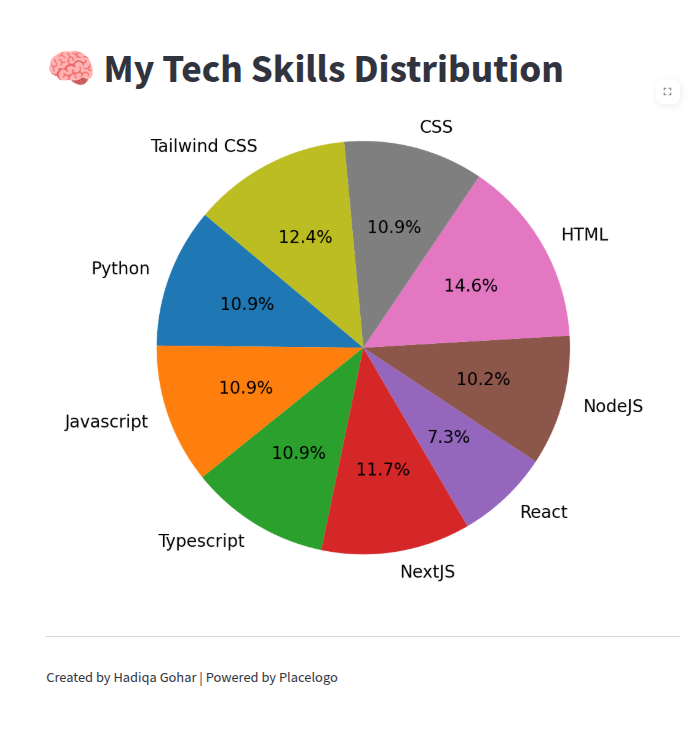 🧠 My Tech Skills Distribution
CSS
Tailwind CSS
10.9%
HTML
12.4%
Python
14.6%
10.9%
10.2%
10.9%
NodeJS
Javascript
7.3%
10.9%
11.7%
React
Typescript
NextJS
Created by Hadiqa Gohar | Powered by Placelogo